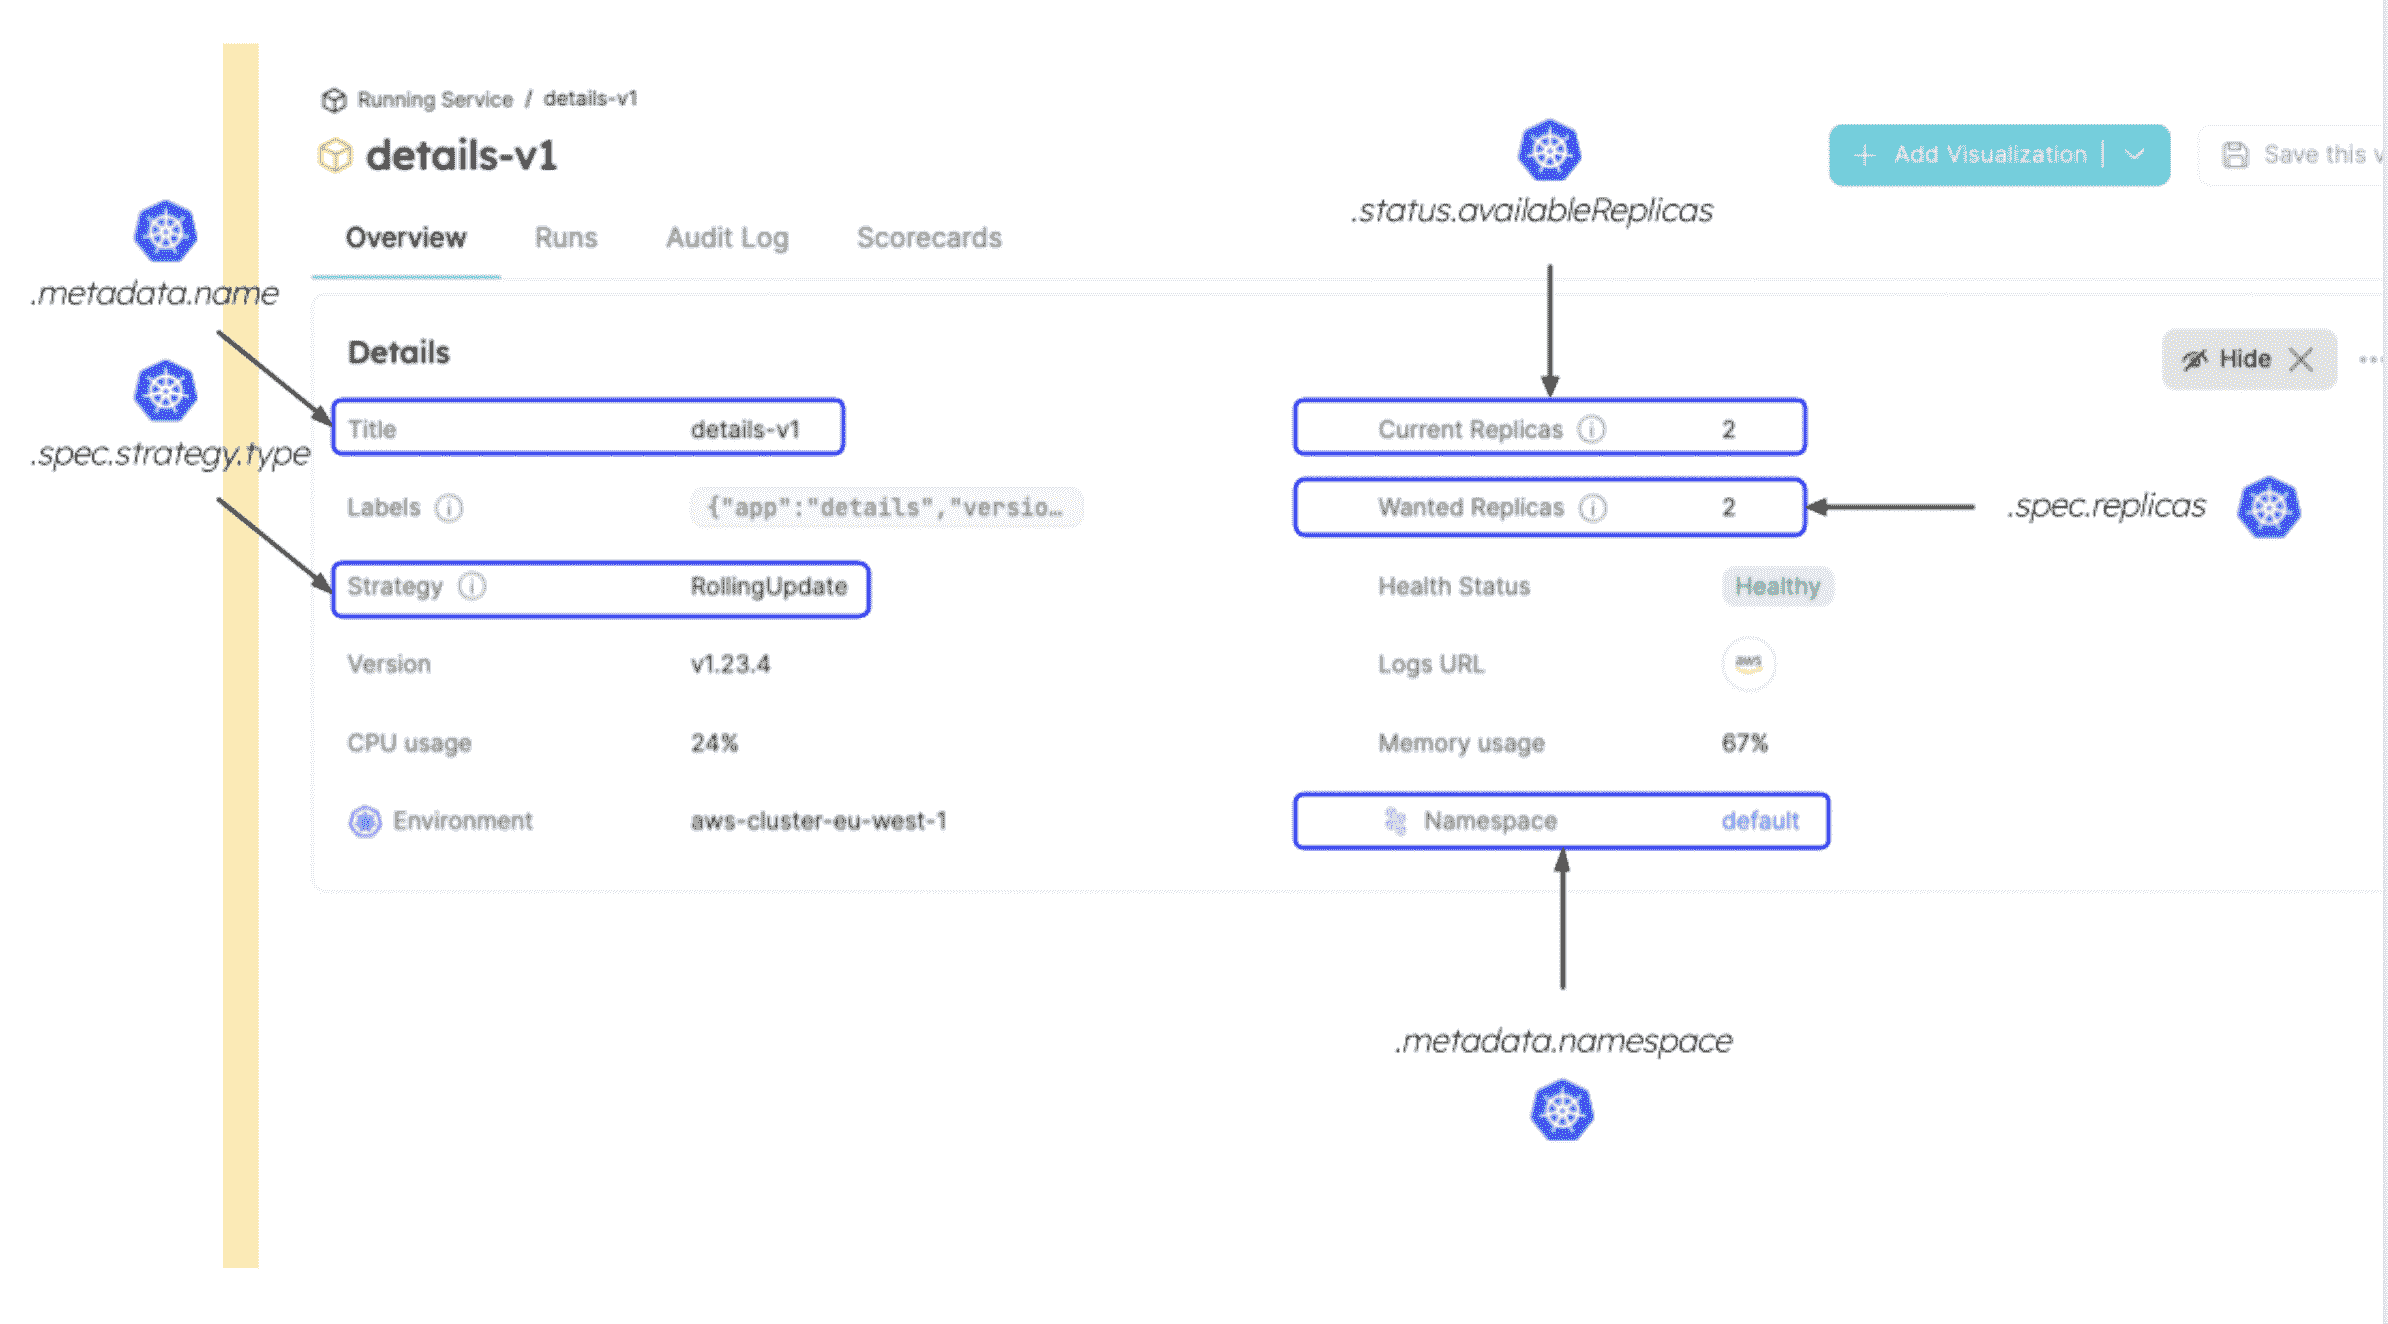 Running Service / details-v1
details-v1
Add Visualization
Save this v
.status.availableReplicas
Overview Runs Audit Log Scorecards
.metadata.name
Details
Hide
.spec.strategy.type
Title details-v1
Current Replicas 2
Labels {"app":"details","versio…
Wanted Replicas 2
.spec.replicas
Strategy RollingUpdate
Health Status Healthy
Version v1.23.4
Logs URL aws
CPU usage 24%
Memory usage 67%
Environment aws-cluster-eu-west-1
Namespace default
.metadata.namespace